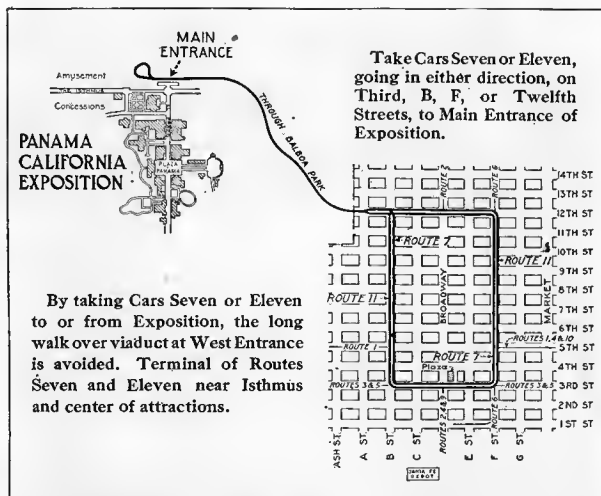 MAIN
ENTRANCE
Amusement
THE ISTHMUS
Concessions
PANAMA
CALIFORNIA
EXPOSITION
PLAZA
PANAMA
THROUGH BALBOA PARK
Take Cars Seven or Eleven,
going in either direction, on
Third, B, F, or Twelfth
Streets, to Main Entrance of
Exposition.
By taking Cars Seven or Eleven
to or from Exposition, the long
walk over viaduct at West Entrance
is avoided. Terminal of Routes
Seven and Eleven near Isthmus
and center of attractions.
ROUTE 2
ROUTE 6
14TH ST.
13TH ST.
12TH ST
11TH ST.
10TH ST
9TH ST
8TH ST
7TH ST.
6TH ST
5TH ST
4TH ST.
3RD ST
2ND ST
1ST ST
ROUTE 7
ROUTE 11
ROUTE 11
BROADWAY
MARKET
ROUTE 1
ROUTES 1,4&10
ROUTE 7
Plaza
ROUTES 3&5
ROUTES 3&5
ROUTES 2,4&9
ROUTE 6
ASH ST.
A ST.
B ST.
C ST.
E ST.
F ST.
G ST.
SANTA FE
DEPOT